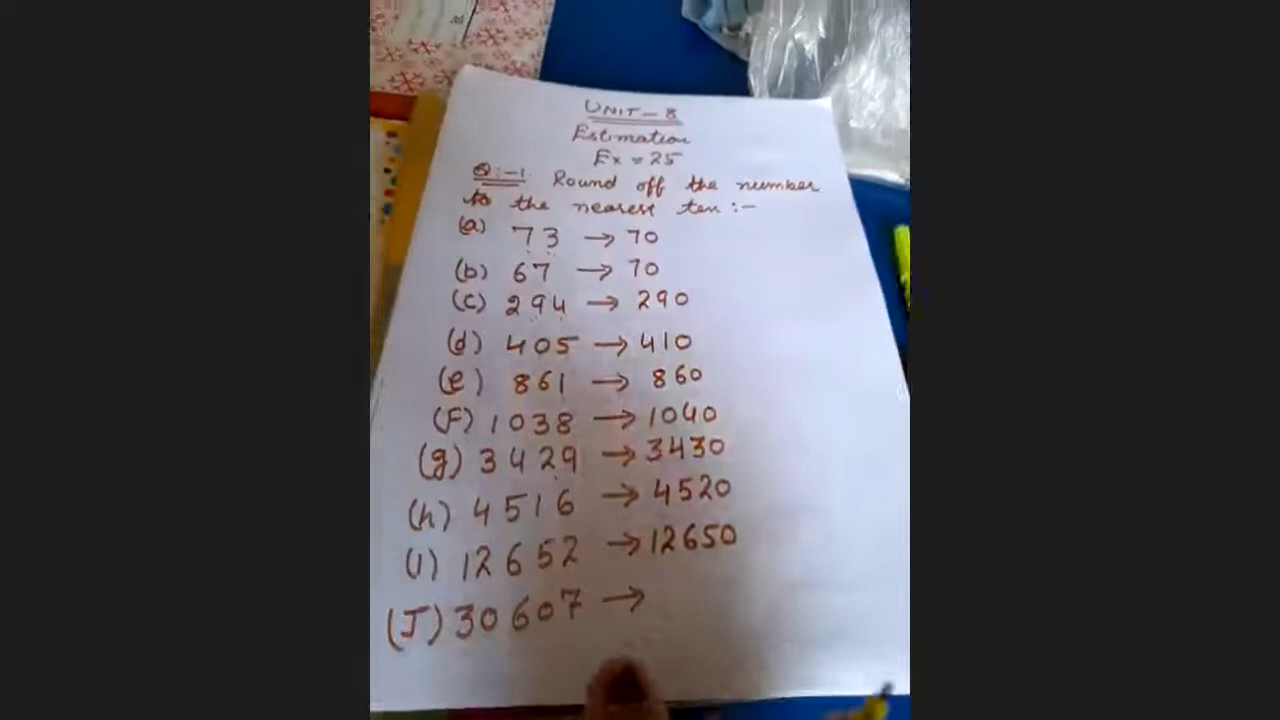 UNIT-8
Estimation
Ex = 25
Q:-1. Round off the number
to the nearest ten :-
(a) 73 → 70
(b) 67 → 70
(c) 294 → 290
(d) 405 → 410
(e) 861 → 860
(F) 1038 → 1040
(g) 3429 → 3430
(h) 4516 → 4520
(i) 12652 → 12650
(J) 30607 →